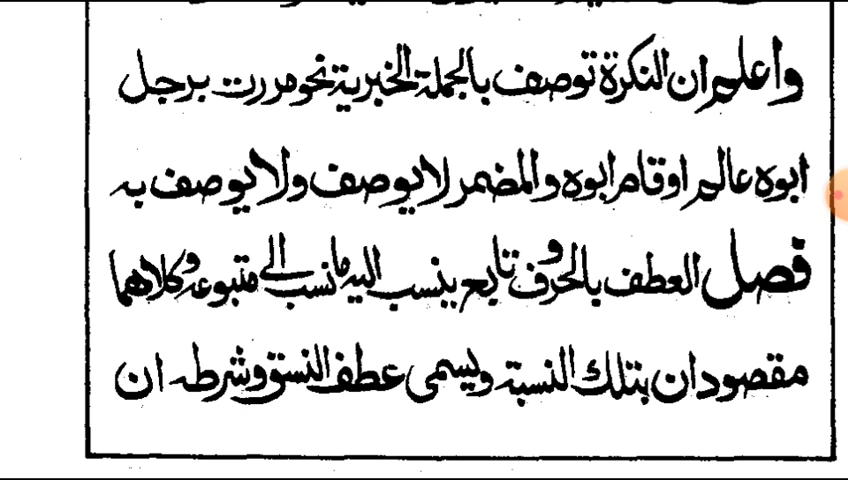 واعلم ان النكرة توصف بالجملة الخبرية نحو مررت برجل
ابوه عالم او قام ابوه والمضمر لا يوصف ولا يوصف به
فصل العطف بالحروف تابع ينسب اليه ما نسب الى متبوعه وكلاهما
مقصودان بتلك النسبة ويسمى عطف النسق وشرطه ان